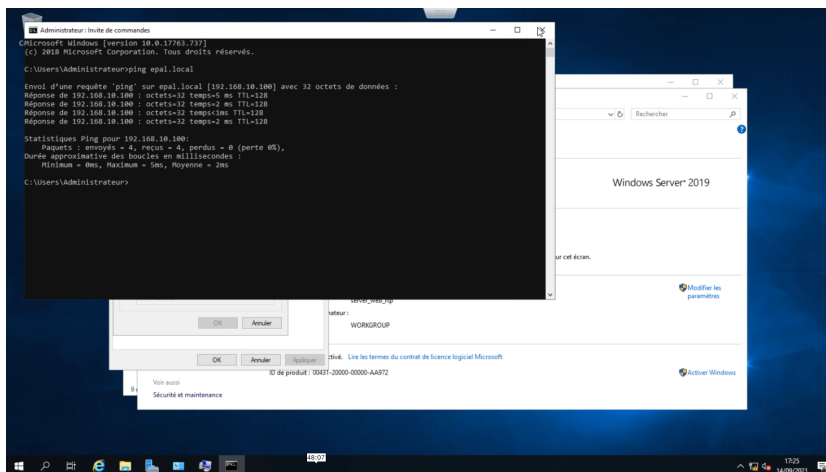 Administrateur : Invite de commandes
Microsoft Windows [version 10.0.17763.737]
(c) 2018 Microsoft Corporation. Tous droits réservés.
C:\Users\Administrateur>ping epal.local
Envoi d'une requête 'ping' sur epal.local [192.168.10.100] avec 32 octets de données :
Réponse de 192.168.10.100 : octets=32 temps=5 ms TTL=128
Réponse de 192.168.10.100 : octets=32 temps=2 ms TTL=128
Réponse de 192.168.10.100 : octets=32 temps<1ms TTL=128
Réponse de 192.168.10.100 : octets=32 temps=2 ms TTL=128
Statistiques Ping pour 192.168.10.100:
Paquets : envoyés = 4, reçus = 4, perdus = 0 (perte 0%),
Durée approximative des boucles en millisecondes :
Minimum = 0ms, Maximum = 5ms, Moyenne = 2ms
C:\Users\Administrateur>
Rechercher
Windows Server 2019
ur cet écran.
Modifier les
paramètres
nateur :
WORKGROUP
OK Annuler
OK Annuler Appliquer
ctivé. Lire les termes du contrat de licence logiciel Microsoft
ID de produit : 00431-20000-00000-AA972
Activer Windows
Voir aussi
Sécurité et maintenance
48:07
17:25
14/09/2021